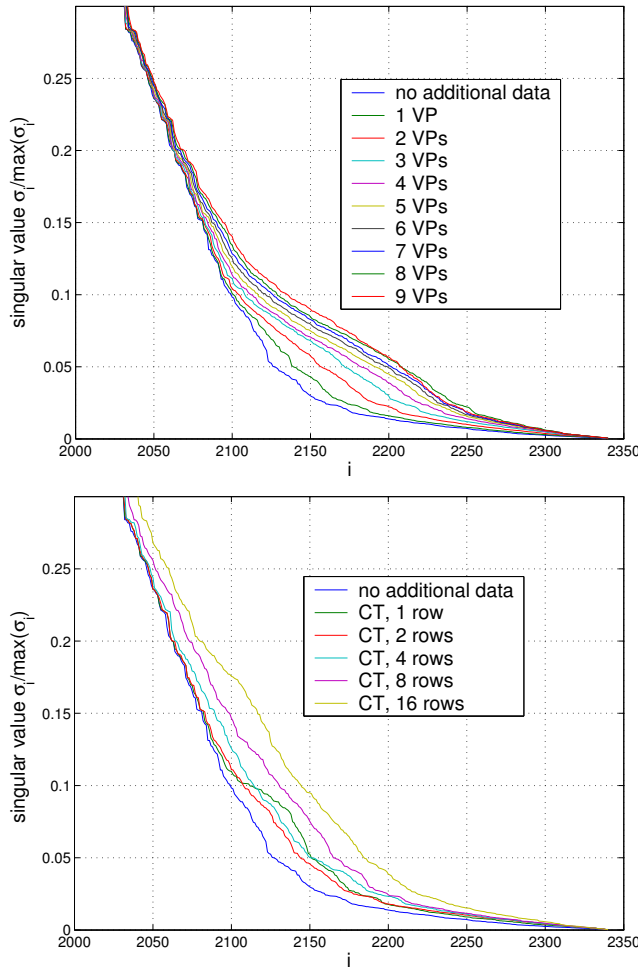 singular value σi/max(σi)
0.25
0.2
0.15
0.1
0.05
0
no additional data
1 VP
2 VPs
3 VPs
4 VPs
5 VPs
6 VPs
7 VPs
8 VPs
9 VPs
2000 2050 2100 2150 2200 2250 2300 2350
i
singular value σi/max(σi)
0.25
0.2
0.15
0.1
0.05
0
no additional data
CT, 1 row
CT, 2 rows
CT, 4 rows
CT, 8 rows
CT, 16 rows
2000 2050 2100 2150 2200 2250 2300 2350
i